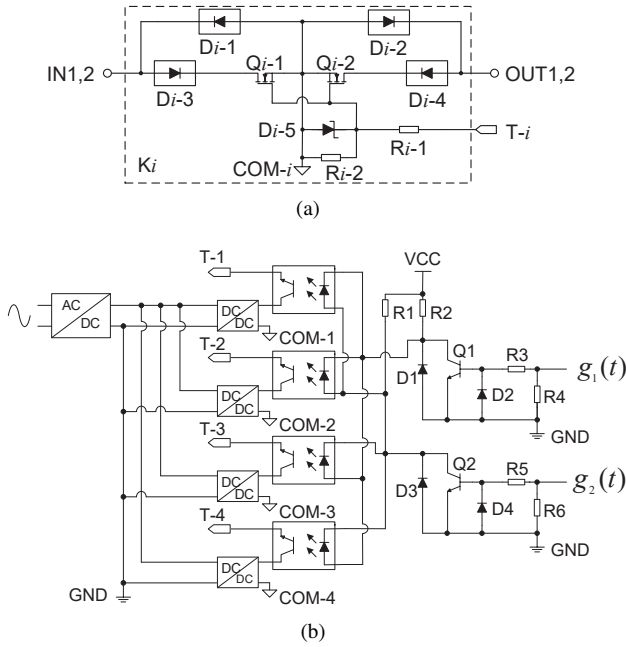 Di-1
Di-2
IN1,2
Qi-1
Qi-2
OUT1,2
Di-3
Di-4
Di-5
Ri-1
T-i
Ki
COM-i
Ri-2
(a)
T-1
VCC
AC
DC
DC
DC
COM-1
R1
R2
T-2
Q1
R3
g₁(t)
D1
D2
R4
DC
DC
COM-2
GND
T-3
Q2
R5
g₂(t)
D3
D4
R6
DC
DC
COM-3
GND
T-4
DC
DC
COM-4
GND
(b)